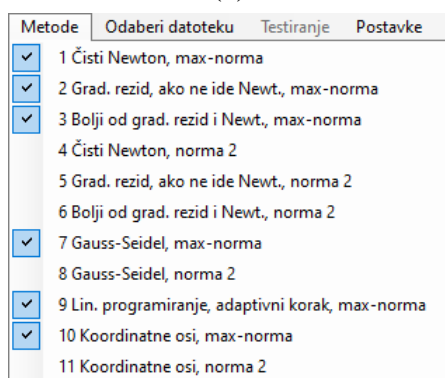 Metode Odaberi datoteku Testiranje Postavke
1 Čisti Newton, max-norma
2 Grad. rezid, ako ne ide Newt., max-norma
3 Bolji od grad. rezid i Newt., max-norma
4 Čisti Newton, norma 2
5 Grad. rezid, ako ne ide Newt., norma 2
6 Bolji od grad. rezid i Newt., norma 2
7 Gauss-Seidel, max-norma
8 Gauss-Seidel, norma 2
9 Lin. programiranje, adaptivni korak, max-norma
10 Koordinatne osi, max-norma
11 Koordinatne osi, norma 2